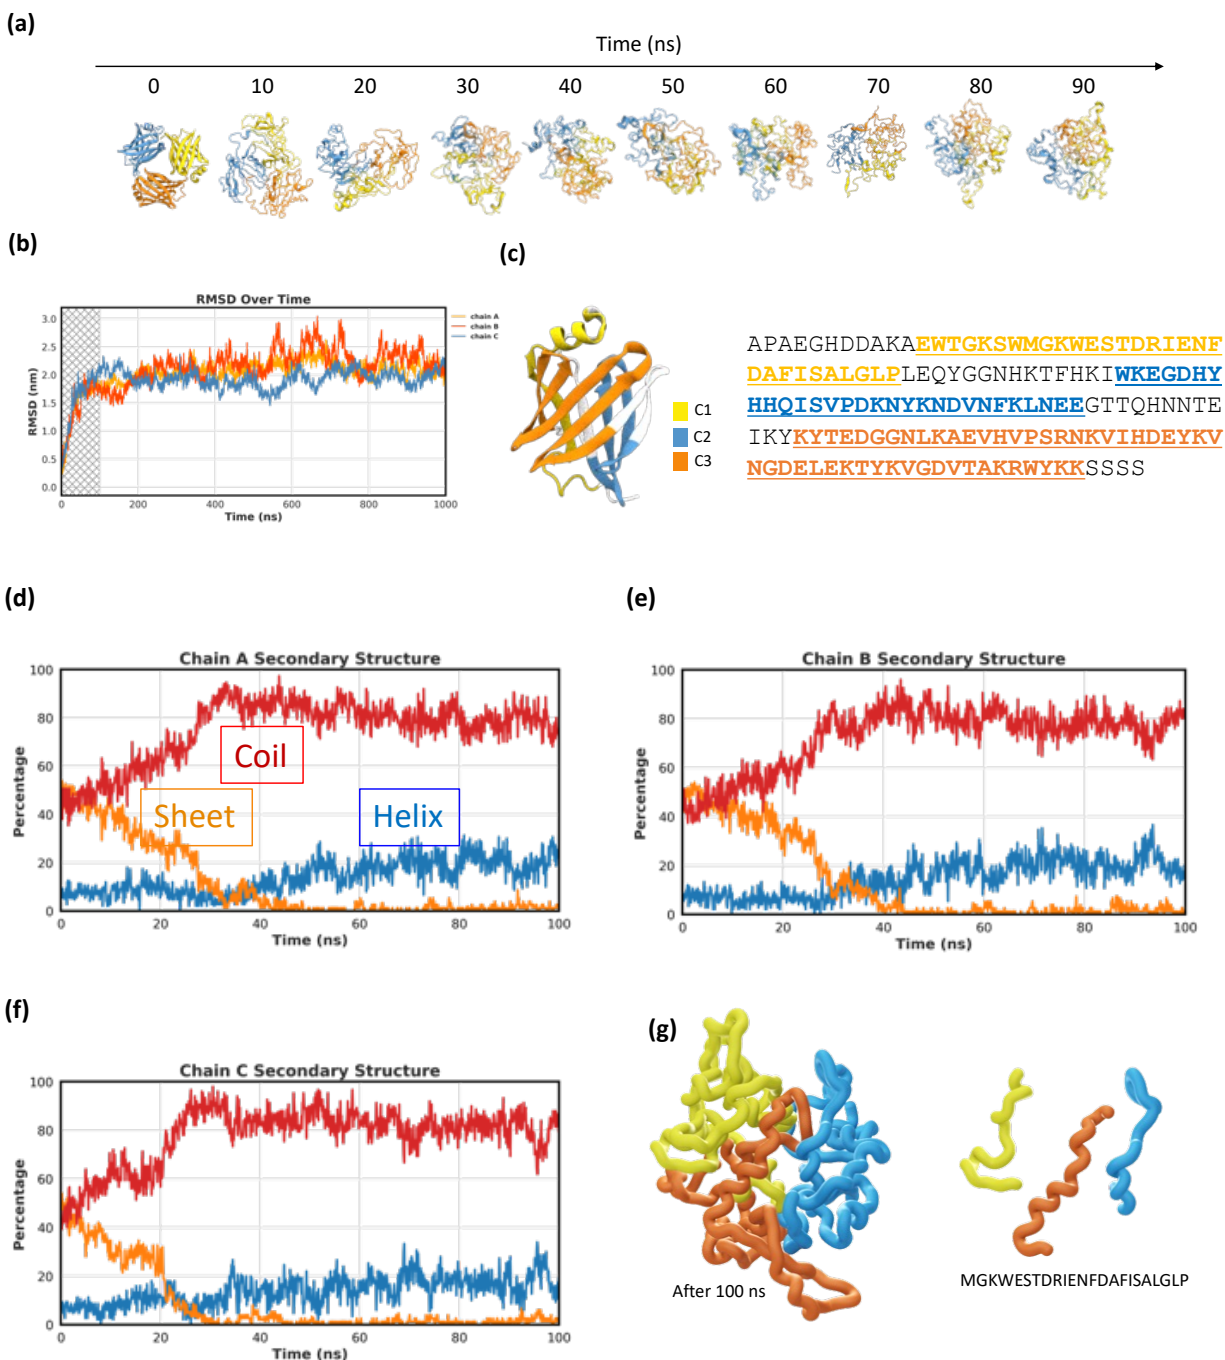 (a)
Time (ns)
0 10 20 30 40 50 60 70 80 90
(b)
RMSD Over Time
RMSD (nm)
3.0
2.5
2.0
1.5
1.0
0.5
0.0
0 200 400 600 800 1000
Time (ns)
chain A
chain B
chain C
(c)
C1
C2
C3
APAEGHDDAKAEWTGKSWMGKWESTDRIENF
DAFISALGLPLEQYGGNHKTFHKIWKEGDHY
HHQISVPDKNYKNDVNFKLNEEGTTQHNNTE
IKYKYTEDGGNLKAEVHVPSRNKVIHDEYKV
NGDELEKTYKVGDVTAKRWYKKSSSS
(d)
Chain A Secondary Structure
Percentage
100
80
60
40
20
0
Coil
Sheet
Helix
0 20 40 60 80 100
Time (ns)
(e)
Chain B Secondary Structure
Percentage
100
80
60
40
20
0
0 20 40 60 80 100
Time (ns)
(f)
Chain C Secondary Structure
Percentage
100
80
60
40
20
0
0 20 40 60 80 100
Time (ns)
(g)
After 100 ns
MGKWESTDRIENFDAFISALGLP